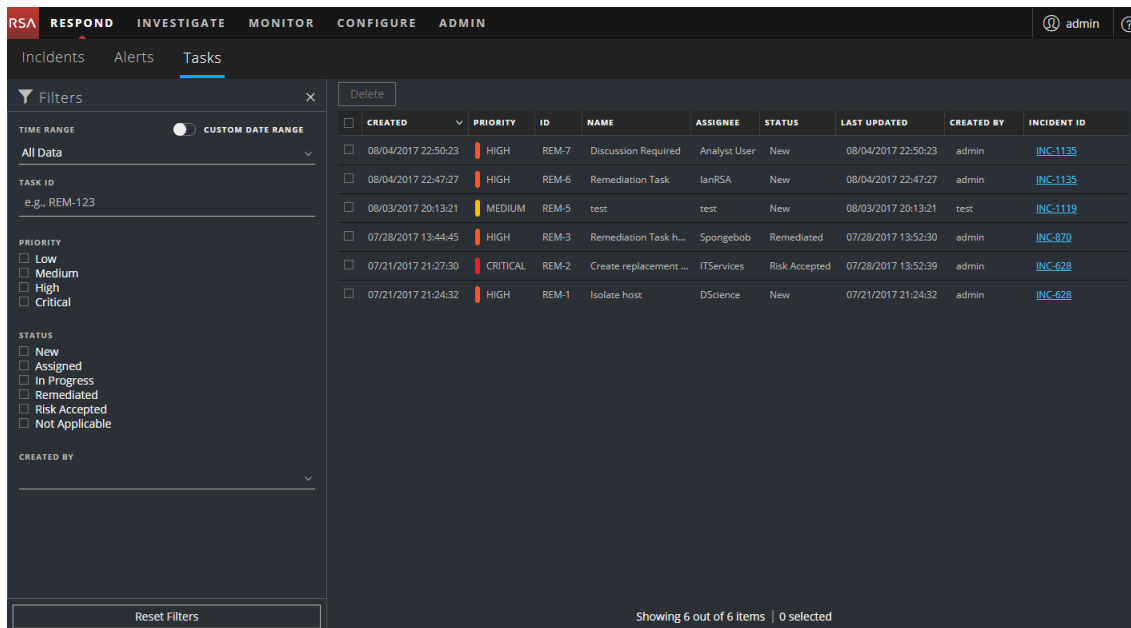 RSA RESPOND INVESTIGATE MONITOR CONFIGURE ADMIN admin ?
Incidents Alerts Tasks
Filters ×
TIME RANGE CUSTOM DATE RANGE
All Data
TASK ID
e.g., REM-123
PRIORITY
Low
Medium
High
Critical
STATUS
New
Assigned
In Progress
Remediated
Risk Accepted
Not Applicable
CREATED BY
Reset Filters
Delete
CREATED PRIORITY ID NAME ASSIGNEE STATUS LAST UPDATED CREATED BY INCIDENT ID
08/04/2017 22:50:23 HIGH REM-7 Discussion Required Analyst User New 08/04/2017 22:50:23 admin INC-1135
08/04/2017 22:47:27 HIGH REM-6 Remediation Task IanRSA New 08/04/2017 22:47:27 admin INC-1135
08/03/2017 20:13:21 MEDIUM REM-5 test test New 08/03/2017 20:13:21 test INC-1119
07/28/2017 13:44:45 HIGH REM-3 Remediation Task h... Spongebob Remediated 07/28/2017 13:52:30 admin INC-870
07/21/2017 21:27:30 CRITICAL REM-2 Create replacement ... ITServices Risk Accepted 07/28/2017 13:52:39 admin INC-628
07/21/2017 21:24:32 HIGH REM-1 Isolate host DScience New 07/21/2017 21:24:32 admin INC-628
Showing 6 out of 6 items | 0 selected